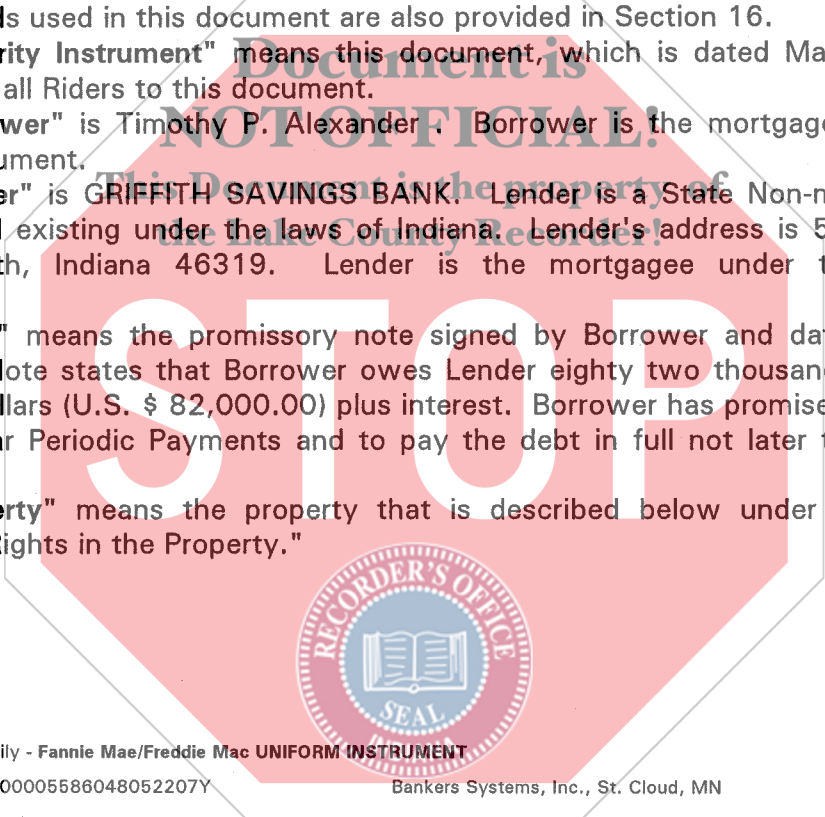 ds used in this document are also provided in Section 16.
rity Instrument" means this document, which is dated Ma
all Riders to this document.
wer" is Timothy P. Alexander . Borrower is the mortgag
ument.
er" is GRIFFITH SAVINGS BANK. Lender is a State Non-m
existing under the laws of Indiana. Lender's address is 5
th, Indiana 46319. Lender is the mortgagee under t
" means the promissory note signed by Borrower and da
Note states that Borrower owes Lender eighty two thousan
llars (U.S. $ 82,000.00) plus interest. Borrower has promise
ar Periodic Payments and to pay the debt in full not later t
erty" means the property that is described below under
Rights in the Property."
ily - Fannie Mae/Freddie Mac UNIFORM INSTRUMENT
00005586048052207Y Bankers Systems, Inc., St. Cloud, MN
Document is
NOT OFFICIAL!
This Document is the property of
the Lake County Recorder!
STOP
RECORDER'S OFFICE
SEAL
INDIANA